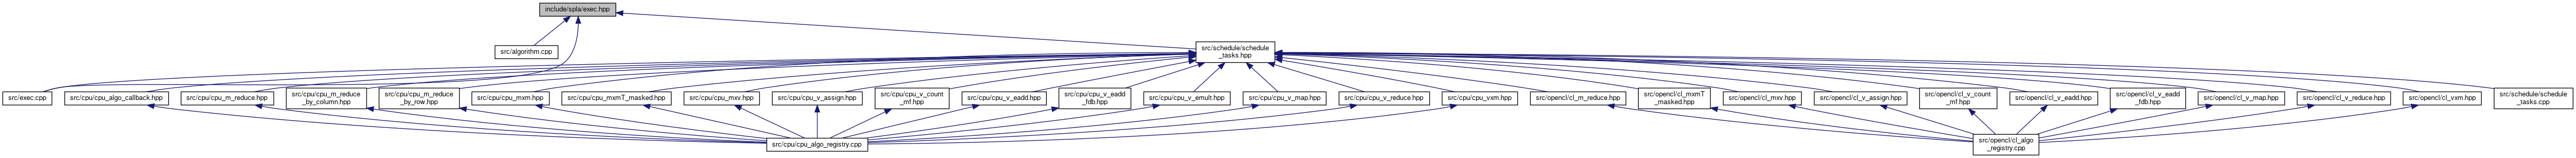 include/spla/exec.hpp
src/algorithm.cpp
src/schedule/schedule
_tasks.hpp
src/exec.cpp
src/cpu/cpu_algo_callback.hpp
src/cpu/cpu_m_reduce.hpp
src/cpu/cpu_m_reduce
_by_column.hpp
src/cpu/cpu_m_reduce
_by_row.hpp
src/cpu/cpu_mxm.hpp
src/cpu/cpu_mxmT_masked.hpp
src/cpu/cpu_mxv.hpp
src/cpu/cpu_v_assign.hpp
src/cpu/cpu_v_count
_mf.hpp
src/cpu/cpu_v_eadd.hpp
src/cpu/cpu_v_eadd
_fdb.hpp
src/cpu/cpu_v_emult.hpp
src/cpu/cpu_v_map.hpp
src/cpu/cpu_v_reduce.hpp
src/cpu/cpu_vxm.hpp
src/opencl/cl_m_reduce.hpp
src/opencl/cl_mxmT
_masked.hpp
src/opencl/cl_mxv.hpp
src/opencl/cl_v_assign.hpp
src/opencl/cl_v_count
_mf.hpp
src/opencl/cl_v_eadd.hpp
src/opencl/cl_v_eadd
_fdb.hpp
src/opencl/cl_v_map.hpp
src/opencl/cl_v_reduce.hpp
src/opencl/cl_vxm.hpp
src/schedule/schedule
_tasks.cpp
src/cpu/cpu_algo_registry.cpp
src/opencl/cl_algo
_registry.cpp